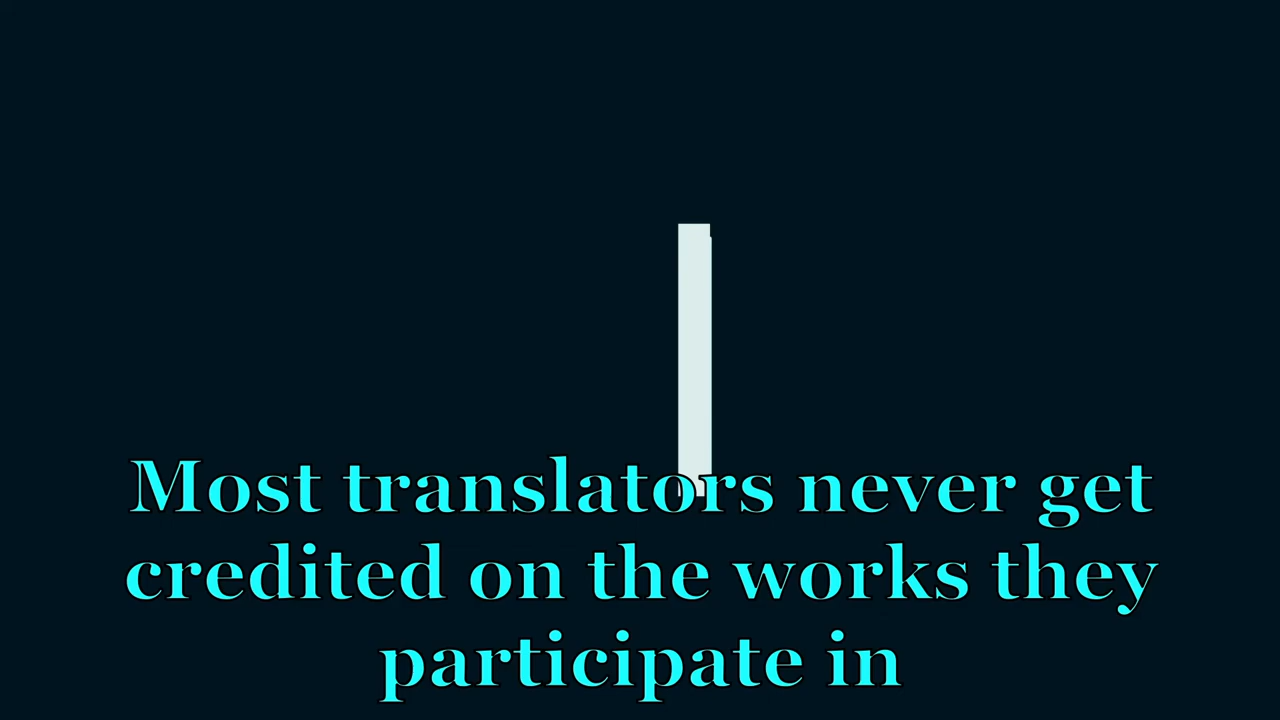 Most translators never get
credited on the works they
participate in